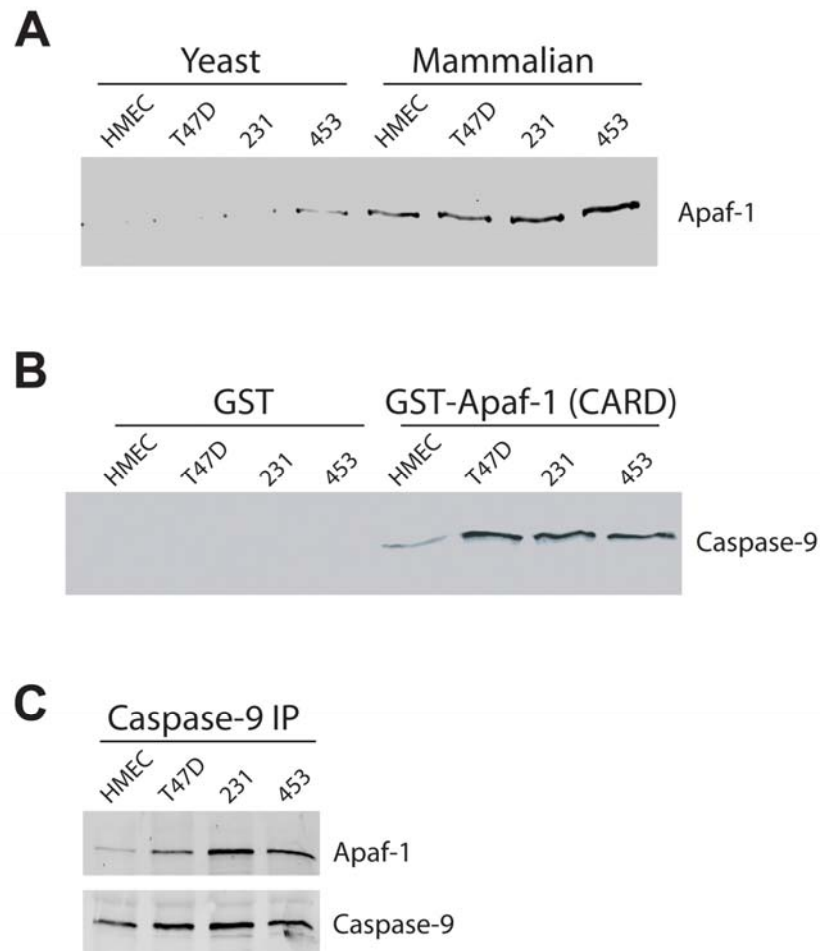 A
Yeast Mammalian
HMEC T47D 231 453 HMEC T47D 231 453
Apaf-1
B
GST GST-Apaf-1 (CARD)
HMEC T47D 231 453 HMEC T47D 231 453
Caspase-9
C
Caspase-9 IP
HMEC T47D 231 453
Apaf-1
Caspase-9